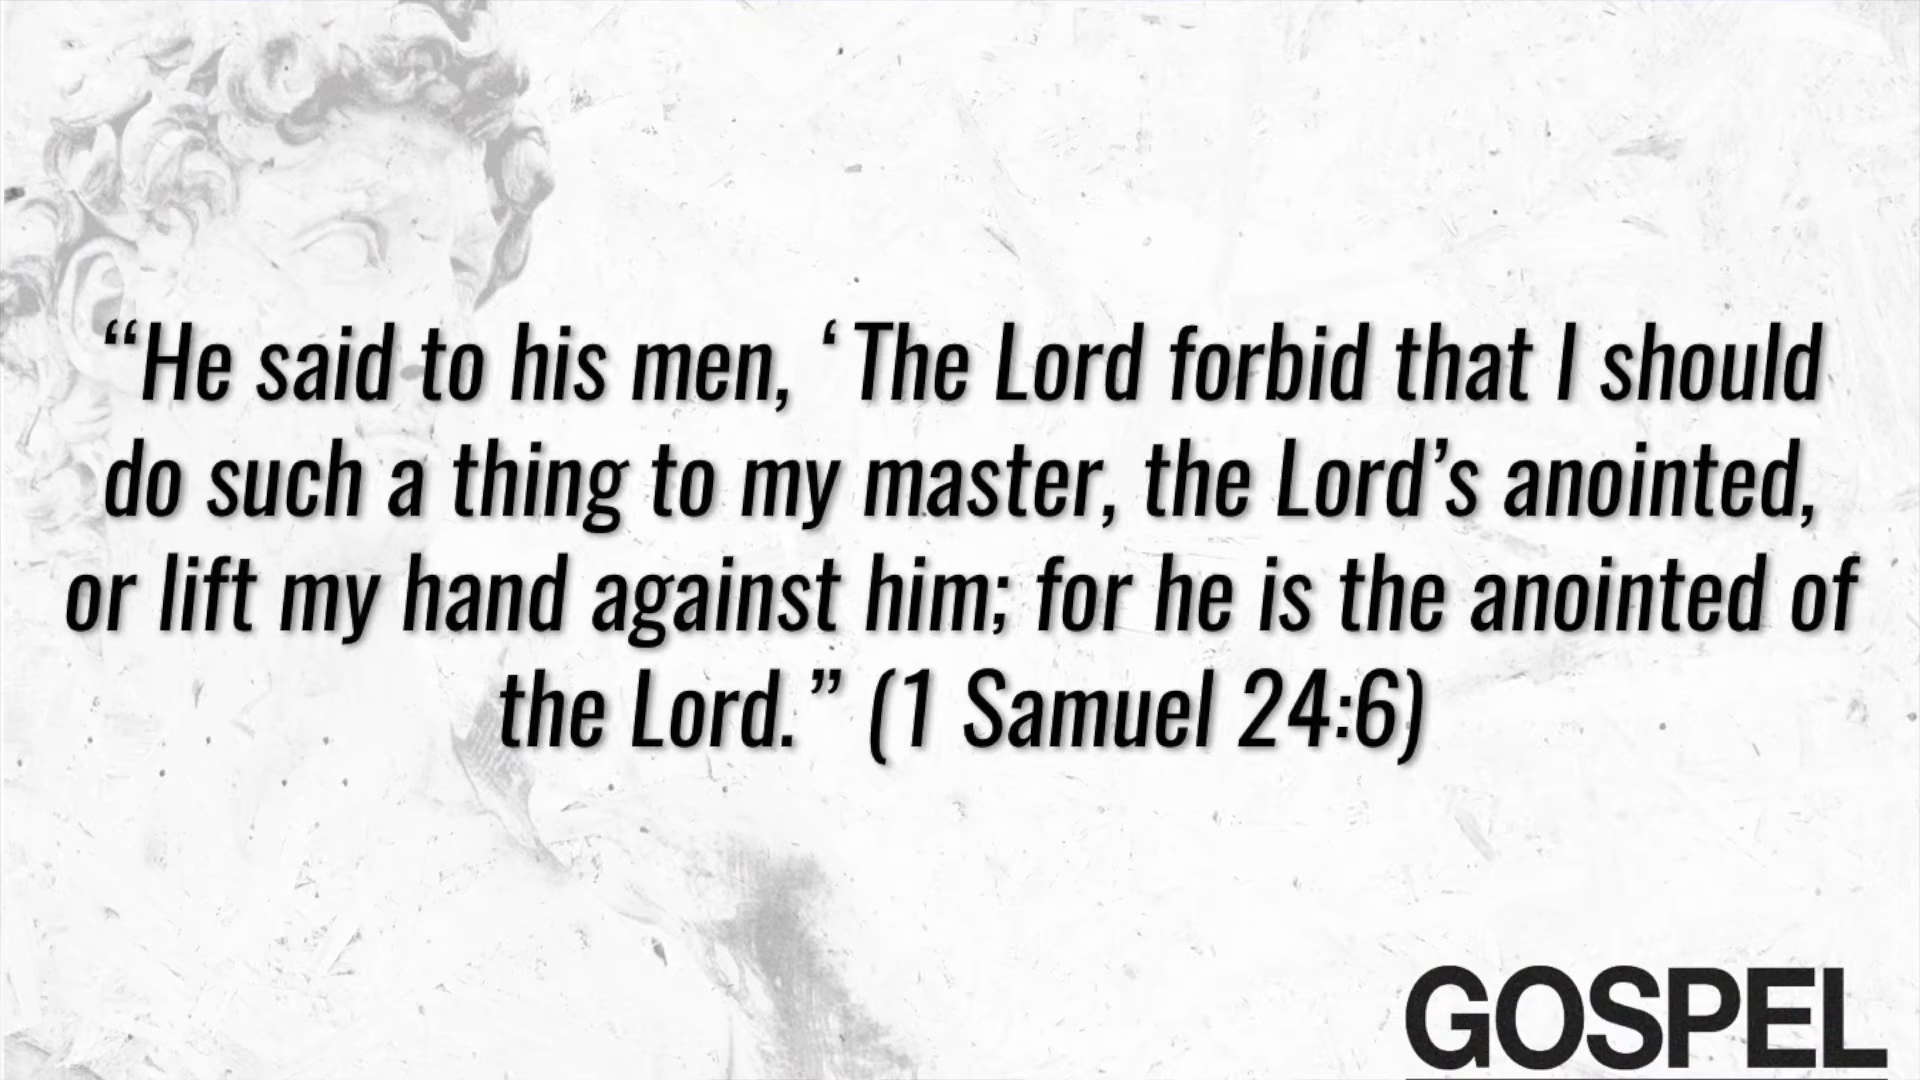 “He said to his men, ‘ The Lord forbid that I should
do such a thing to my master, the Lord’s anointed,
or lift my hand against him; for he is the anointed of
the Lord.” (1 Samuel 24:6)
GOSPEL